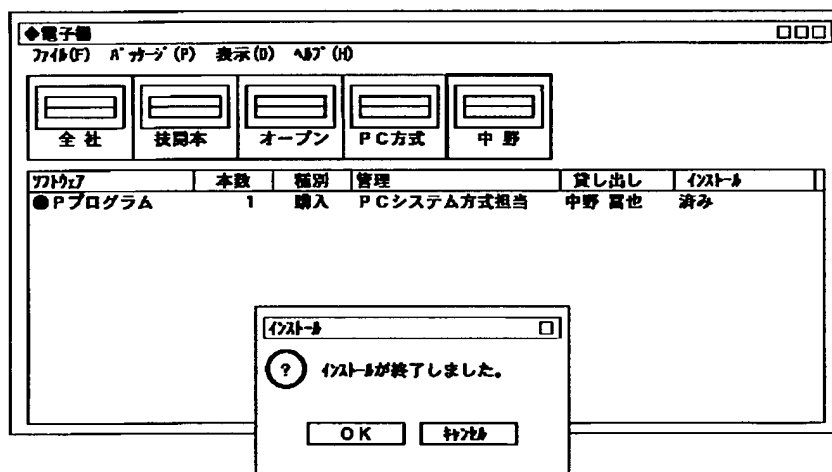 ◆電子棚
ﾌｧｲﾙ(F) ﾊﾟｯｹｰｼﾞ(P) 表示(D) ﾍﾙﾌﾟ(H)
全社 技開本 オープン PC方式 中野
ｿﾌﾄｳｪｱ 本数 種別 管理 貸し出し ｲﾝｽﾄｰﾙ
●Pプログラム 1 購入 PCシステム方式担当 中野 冨也 済み
ｲﾝｽﾄｰﾙ
? ｲﾝｽﾄｰﾙが終了しました。
OK ｷｬﾝｾﾙ